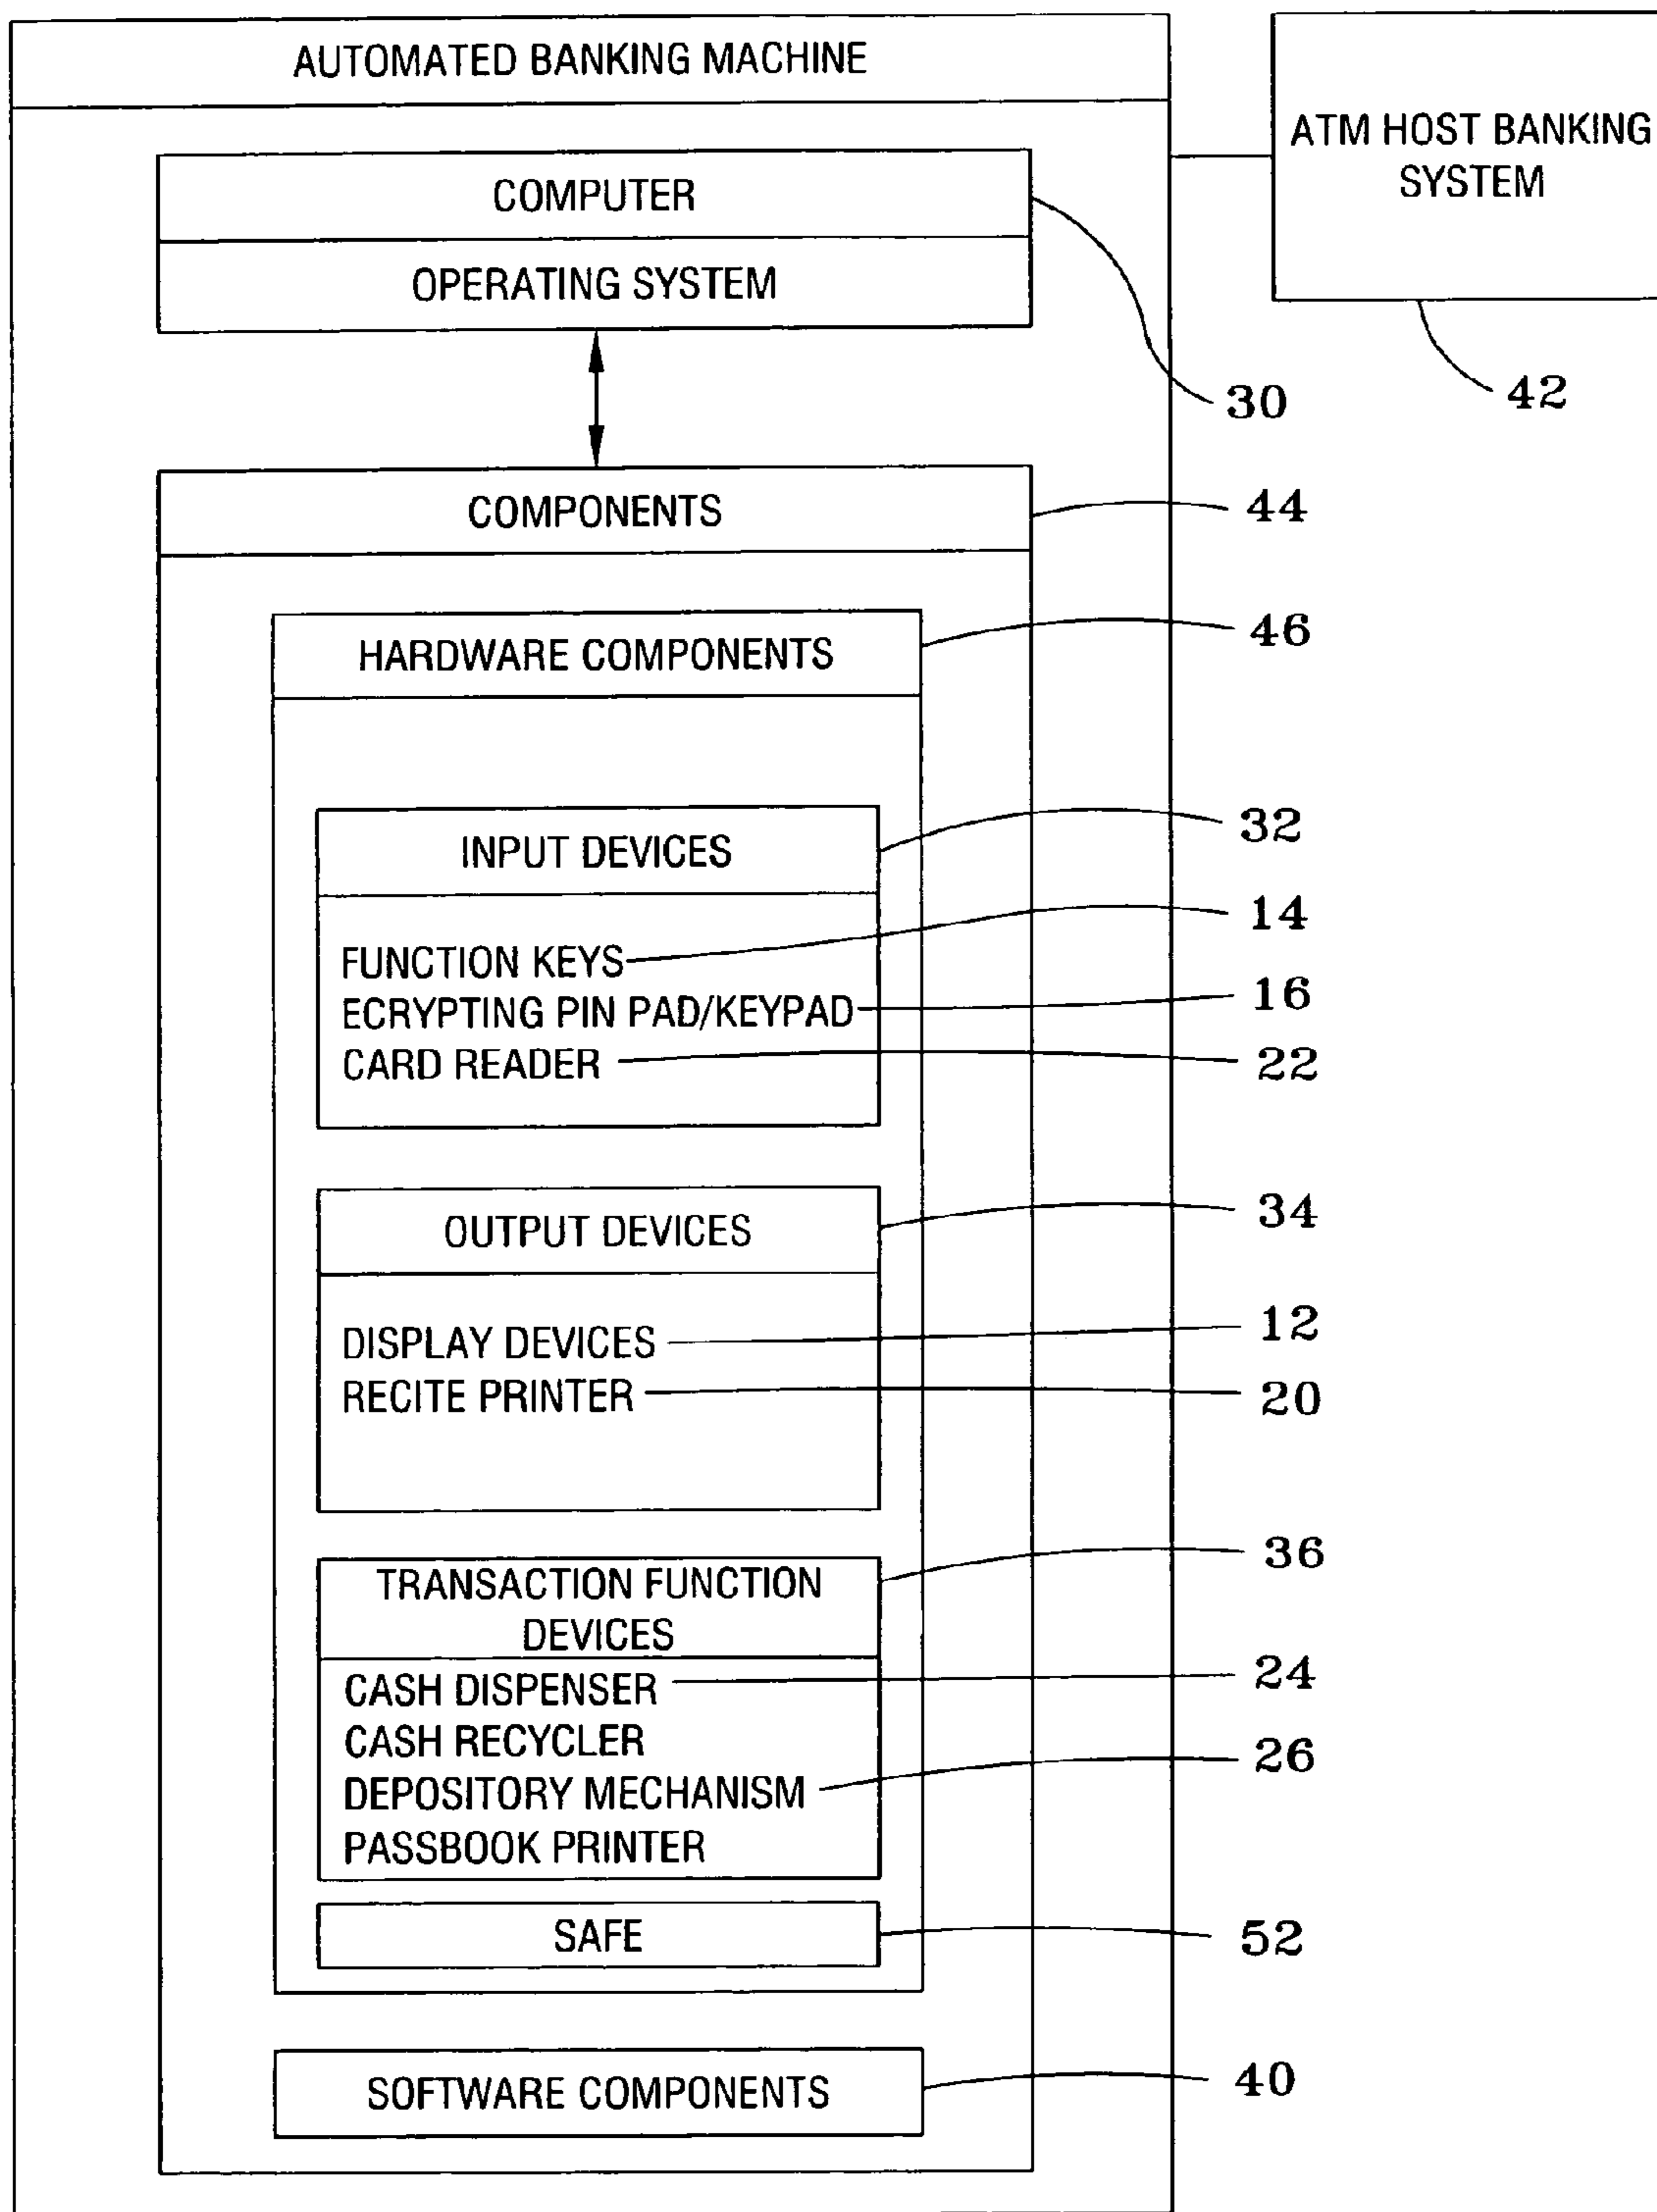 AUTOMATED BANKING MACHINE
ATM HOST BANKING
SYSTEM
42
COMPUTER
OPERATING SYSTEM
30
COMPONENTS
44
HARDWARE COMPONENTS
46
INPUT DEVICES
32
FUNCTION KEYS
14
ECRYPTING PIN PAD/KEYPAD
16
CARD READER
22
OUTPUT DEVICES
34
DISPLAY DEVICES
12
RECITE PRINTER
20
TRANSACTION FUNCTION
DEVICES
36
CASH DISPENSER
24
CASH RECYCLER
DEPOSITORY MECHANISM
26
PASSBOOK PRINTER
SAFE
52
SOFTWARE COMPONENTS
40